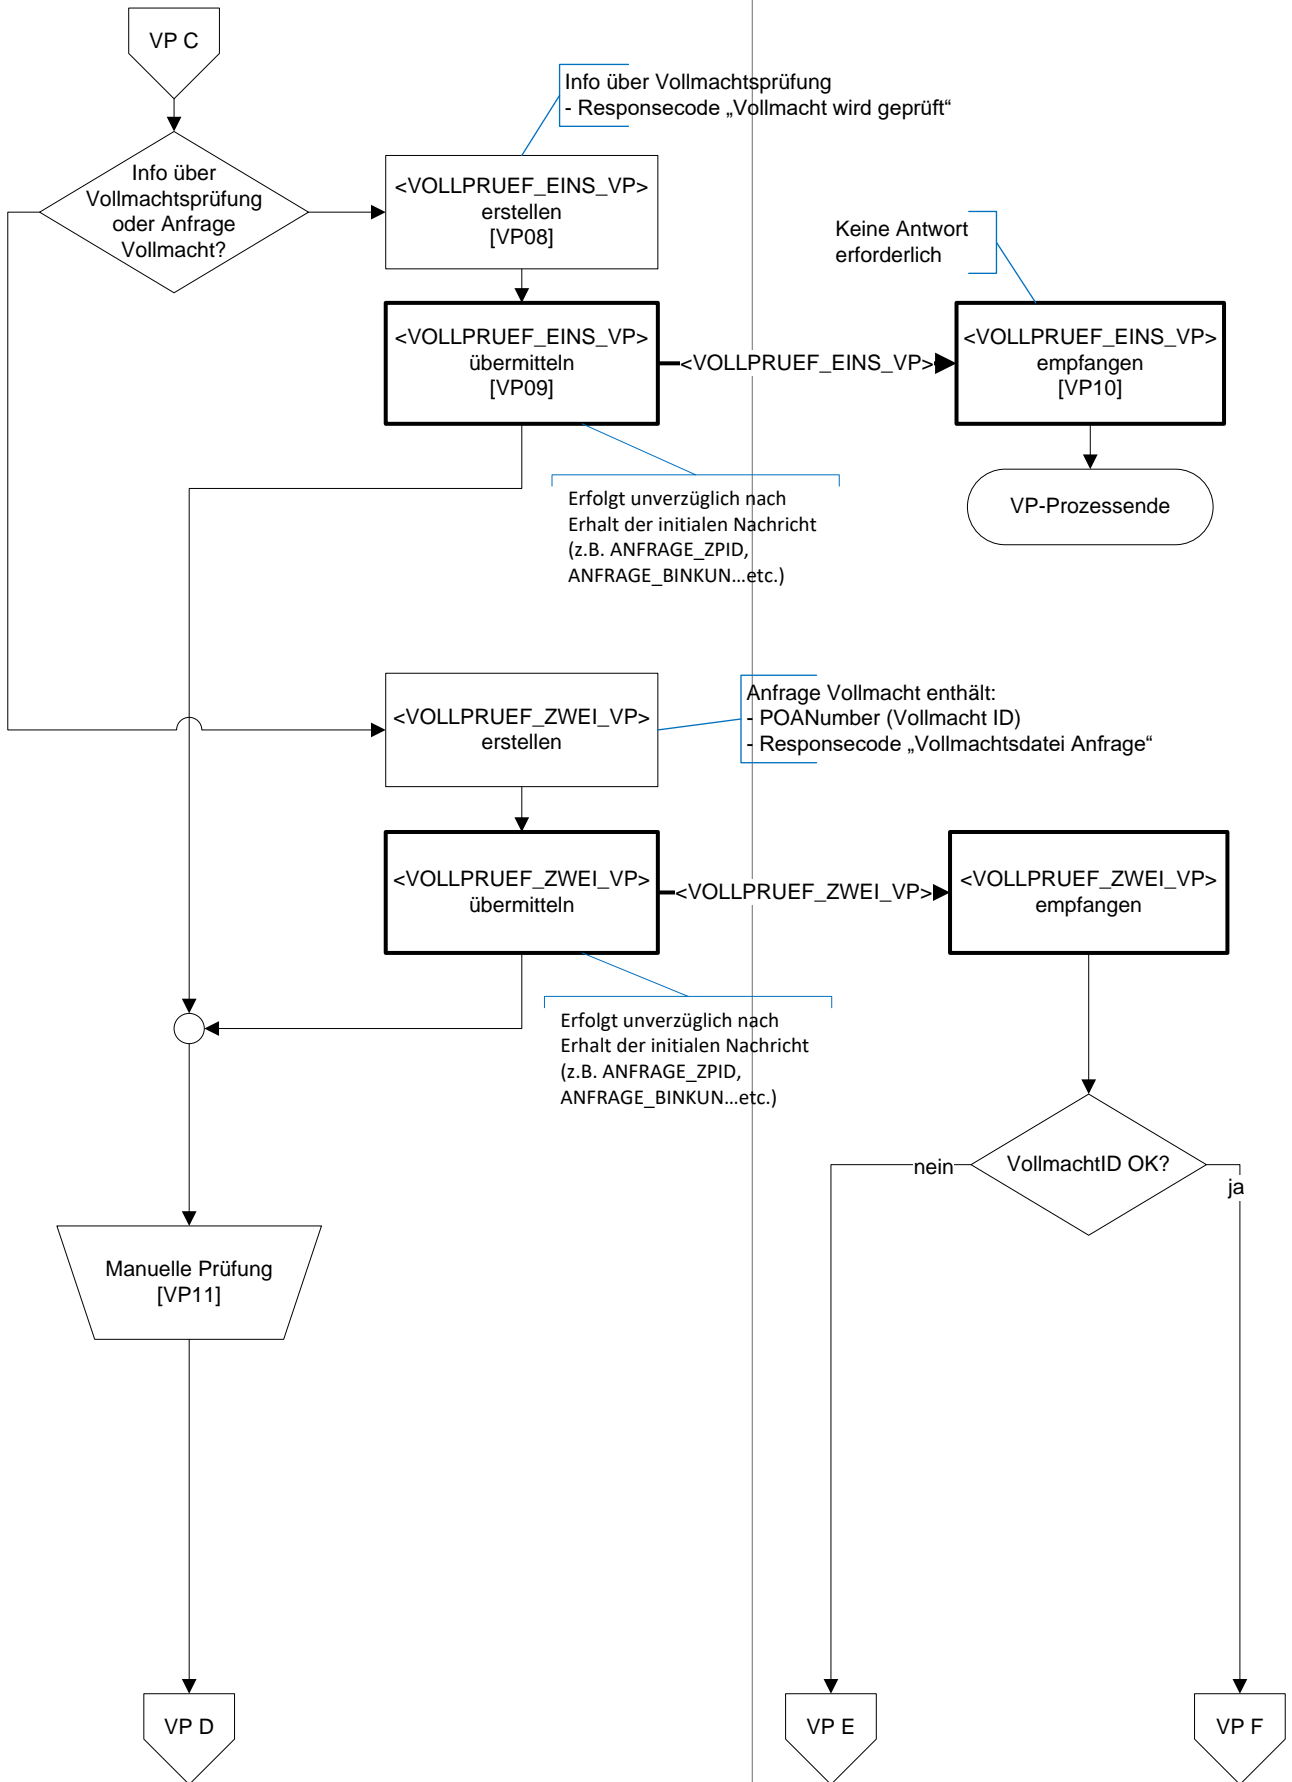 VP C
Info über Vollmachtsprüfung
- Responsecode „Vollmacht wird geprüft“
Info über
Vollmachtsprüfung
oder Anfrage
Vollmacht?
<VOLLPRUEF_EINS_VP>
erstellen
[VP08]
Keine Antwort
erforderlich
<VOLLPRUEF_EINS_VP>
übermitteln
[VP09]
<VOLLPRUEF_EINS_VP>
<VOLLPRUEF_EINS_VP>
empfangen
[VP10]
VP-Prozessende
Erfolgt unverzüglich nach
Erhalt der initialen Nachricht
(z.B. ANFRAGE_ZPID,
ANFRAGE_BINKUN…etc.)
<VOLLPRUEF_ZWEI_VP>
erstellen
Anfrage Vollmacht enthält:
- POANumber (Vollmacht ID)
- Responsecode „Vollmachtsdatei Anfrage“
<VOLLPRUEF_ZWEI_VP>
übermitteln
<VOLLPRUEF_ZWEI_VP>
<VOLLPRUEF_ZWEI_VP>
empfangen
Erfolgt unverzüglich nach
Erhalt der initialen Nachricht
(z.B. ANFRAGE_ZPID,
ANFRAGE_BINKUN…etc.)
nein
VollmachtID OK?
ja
Manuelle Prüfung
[VP11]
VP D
VP E
VP F